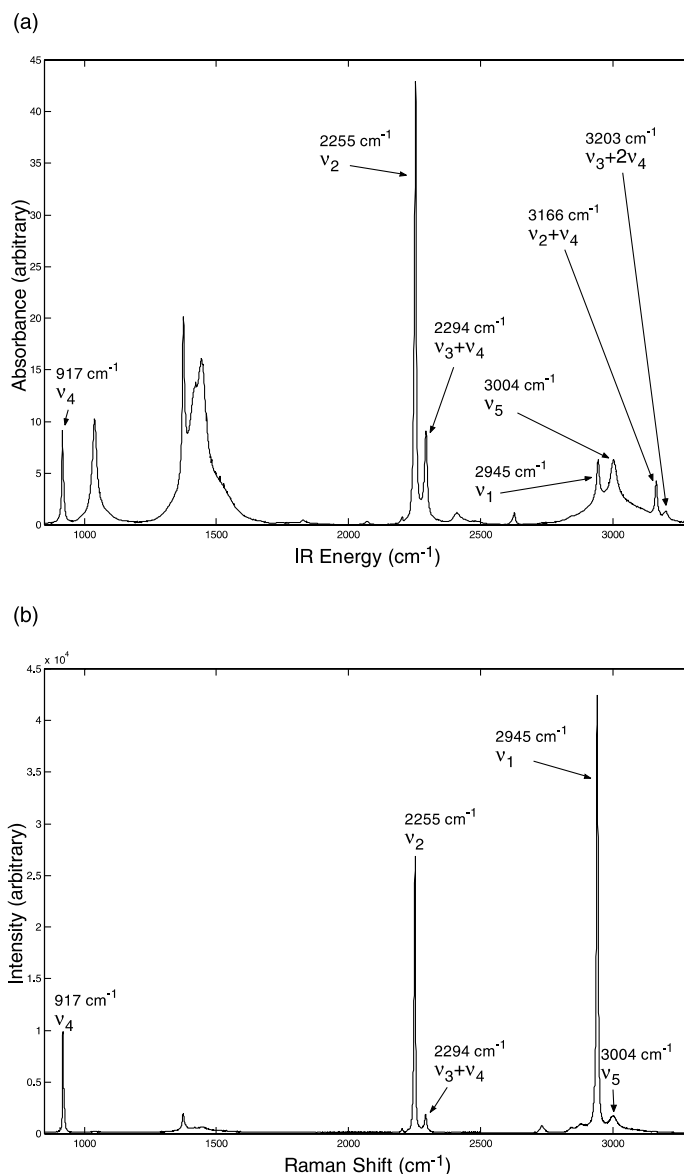 (a)
45
40
35
30
25
20
15
10
5
0
Absorbance (arbitrary)
917 cm⁻¹
ν₄
2255 cm⁻¹
ν₂
2294 cm⁻¹
ν₃+ν₄
2945 cm⁻¹
ν₁
3004 cm⁻¹
ν₅
3166 cm⁻¹
ν₂+ν₄
3203 cm⁻¹
ν₃+2ν₄
1000 1500 2000 2500 3000
IR Energy (cm⁻¹)
(b)
x 10⁴
4.5
4
3.5
3
2.5
2
1.5
1
0.5
0
Intensity (arbitrary)
917 cm⁻¹
ν₄
2255 cm⁻¹
ν₂
2294 cm⁻¹
ν₃+ν₄
2945 cm⁻¹
ν₁
3004 cm⁻¹
ν₅
1000 1500 2000 2500 3000
Raman Shift (cm⁻¹)